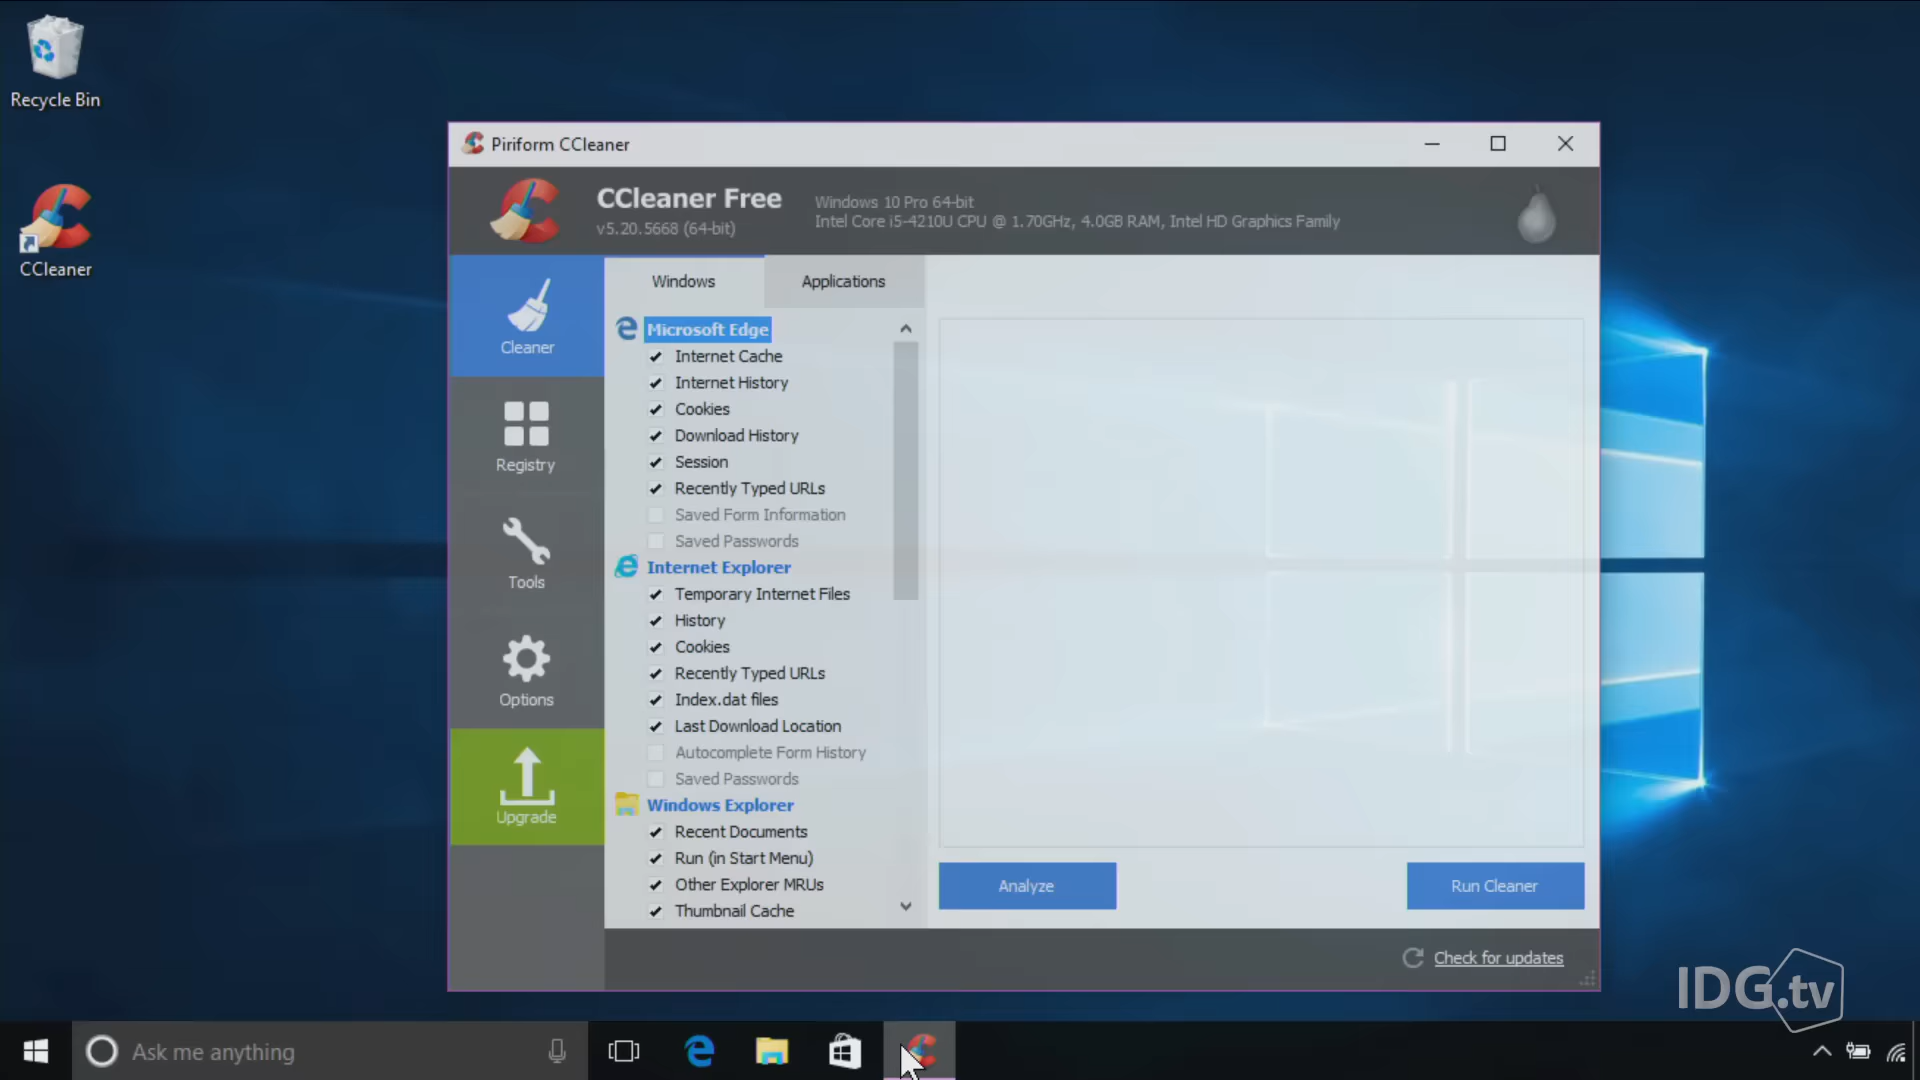 Recycle Bin
CCleaner
Piriform CCleaner
CCleaner Free
v5.20.5668 (64-bit)
Windows 10 Pro 64-bit
Intel Core i5-4210U CPU @ 1.70GHz, 4.0GB RAM, Intel HD Graphics Family
Cleaner
Registry
Tools
Options
Upgrade
Windows
Applications
Microsoft Edge
Internet Cache
Internet History
Cookies
Download History
Session
Recently Typed URLs
Saved Form Information
Saved Passwords
Internet Explorer
Temporary Internet Files
History
Cookies
Recently Typed URLs
Index.dat files
Last Download Location
Autocomplete Form History
Saved Passwords
Windows Explorer
Recent Documents
Run (in Start Menu)
Other Explorer MRUs
Thumbnail Cache
Analyze
Run Cleaner
Check for updates
IDG.tv
Ask me anything